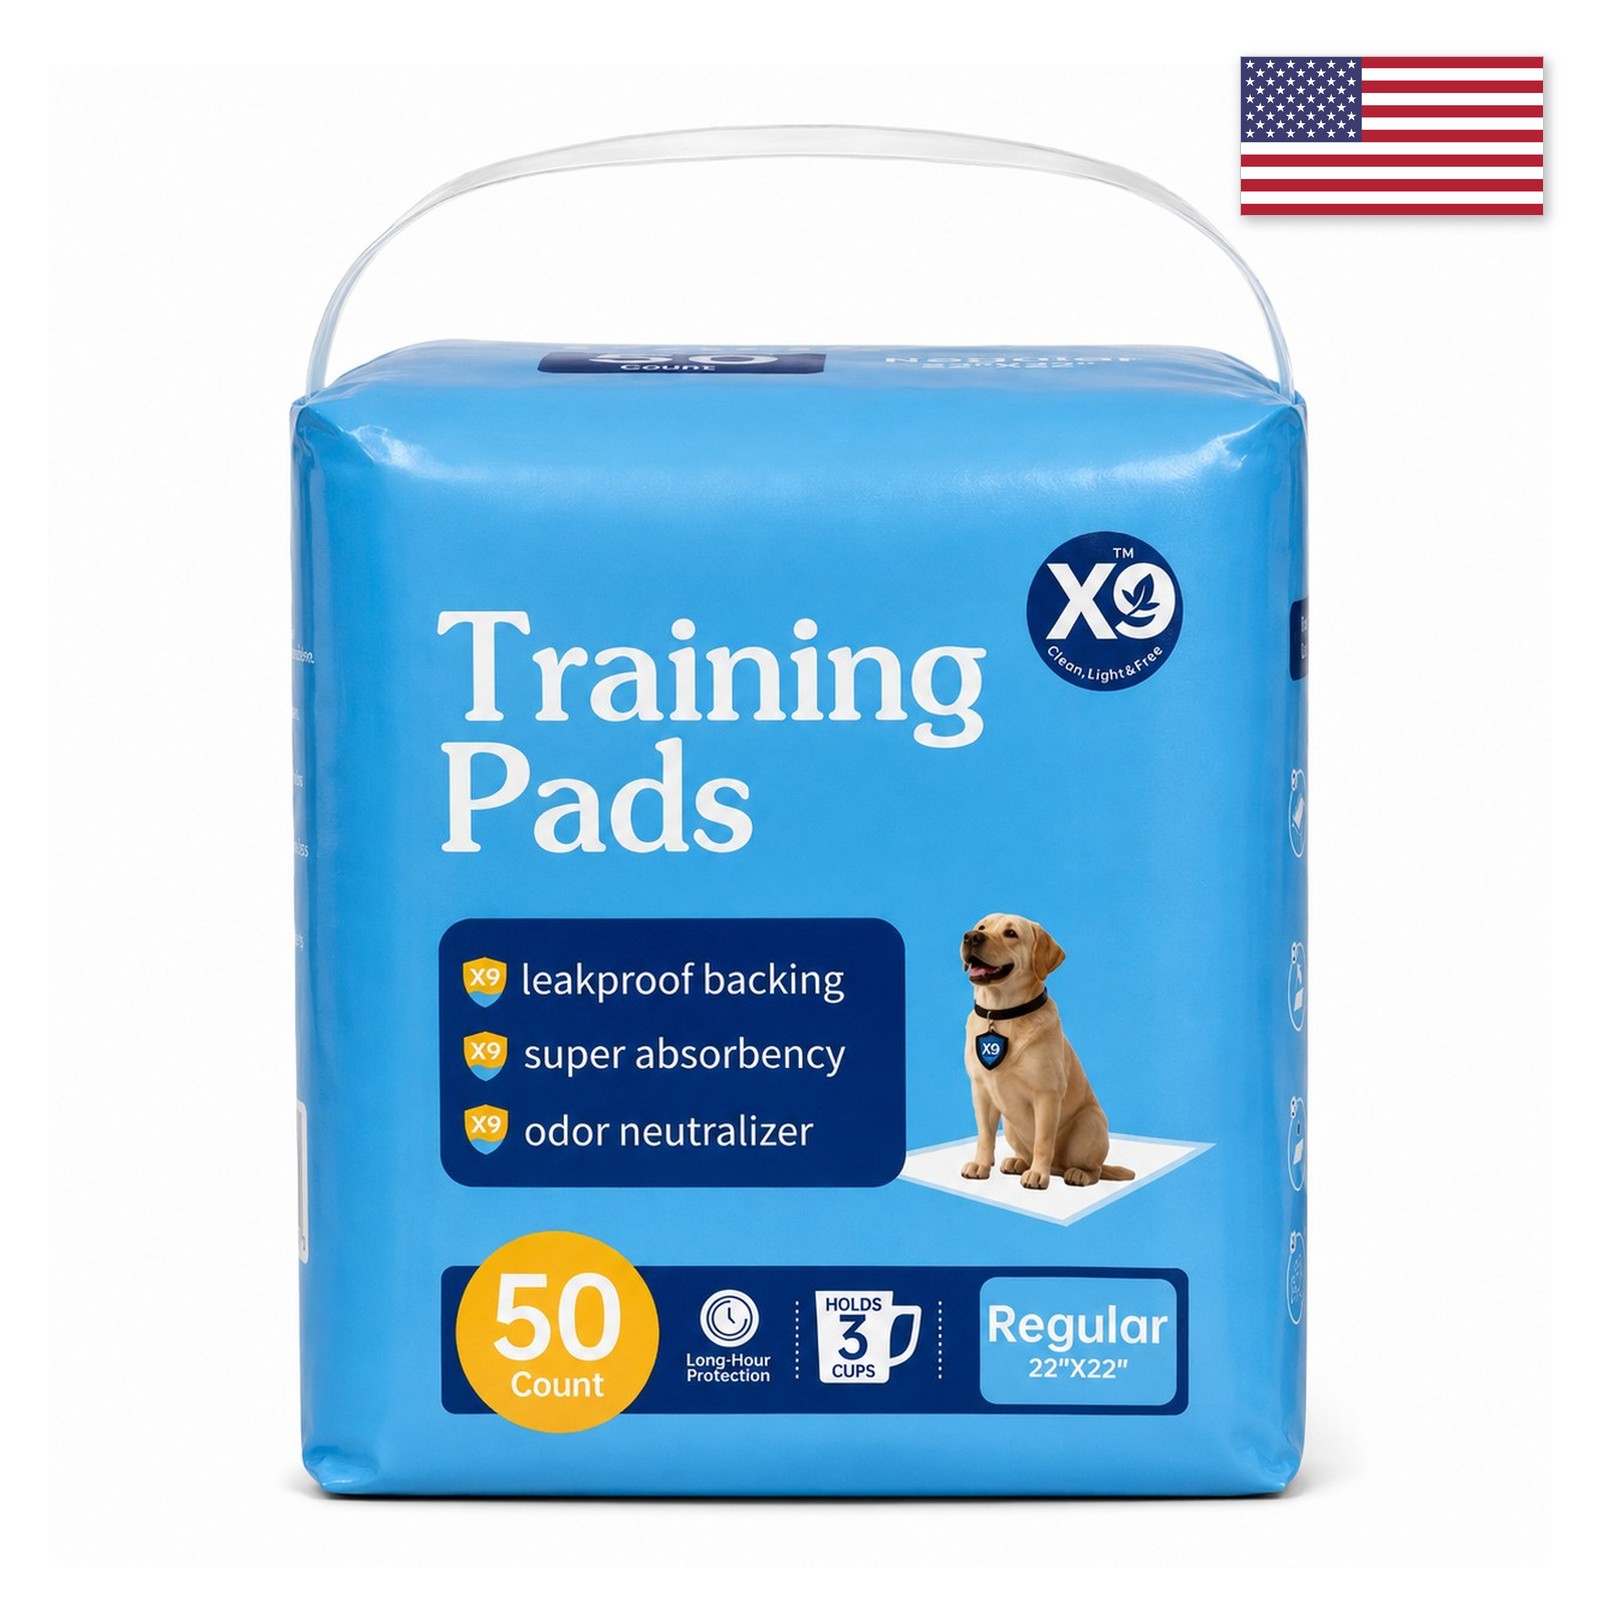 50
COUNT
Regular
22"X22"
TM
X9
Clean, Light & Free
Training
Pads
X9 leakproof backing
X9 super absorbency
X9 odor neutralizer
X9
50
Count
Long-Hour
Protection
HOLDS
3
CUPS
Regular
22"X22"